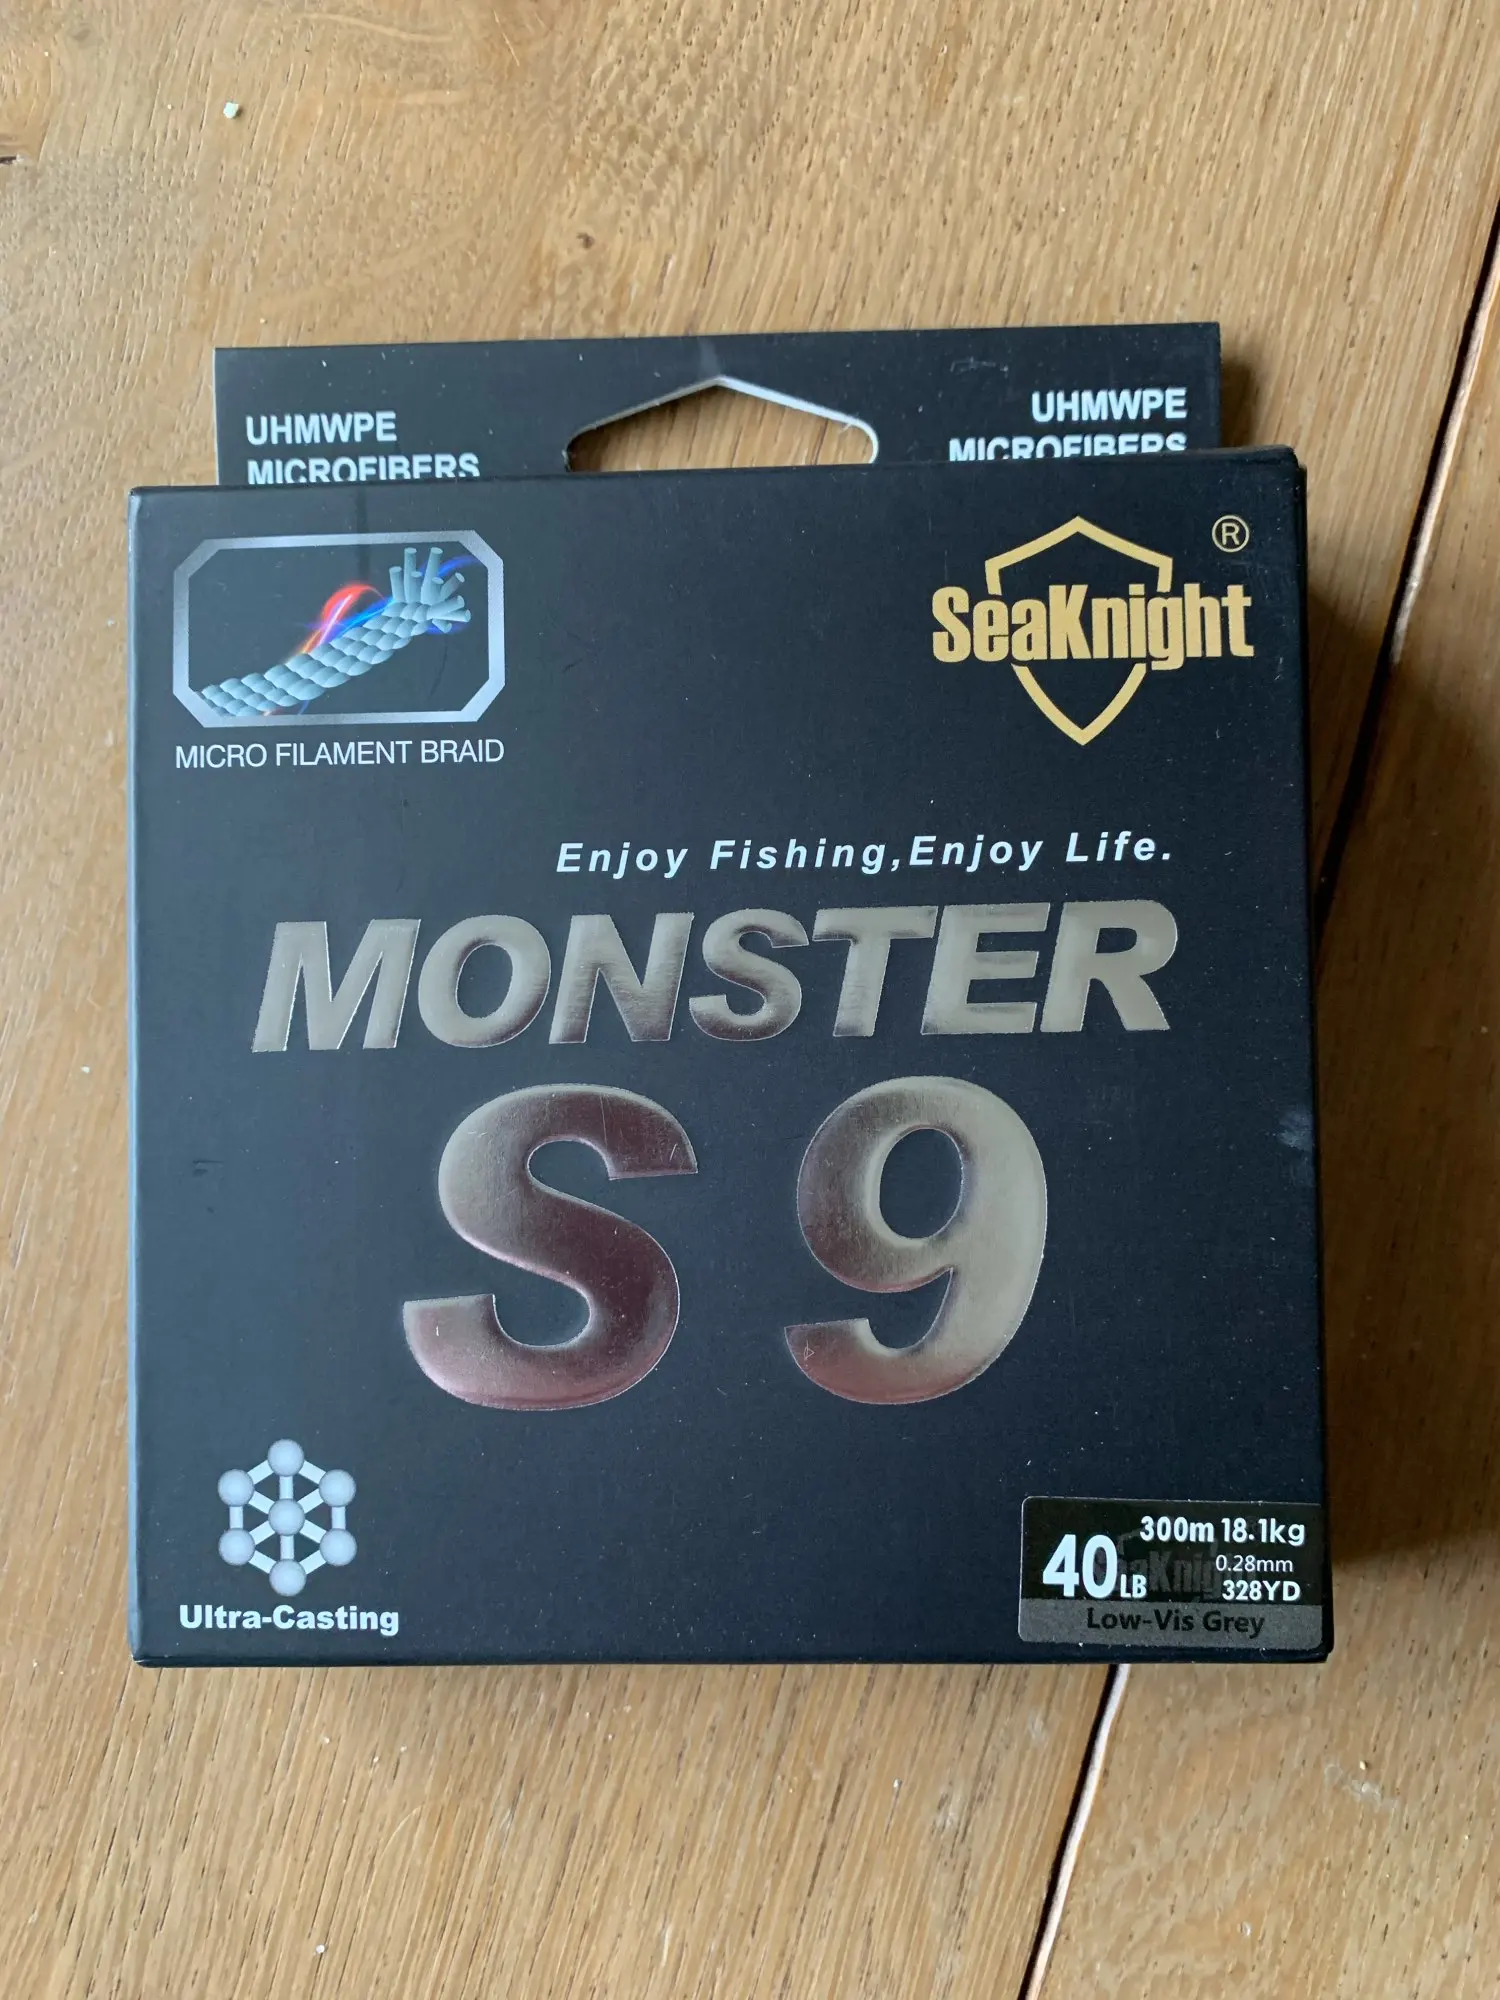 UHMWPE
MICROFIBERS
UHMWPE
MICROFIBERS
SeaKnight®
MICRO FILAMENT BRAID
Enjoy Fishing,Enjoy Life.
MONSTER
S9
Ultra-Casting
300m 18.1kg
40LB
0.28mm
328YD
Low-Vis Grey